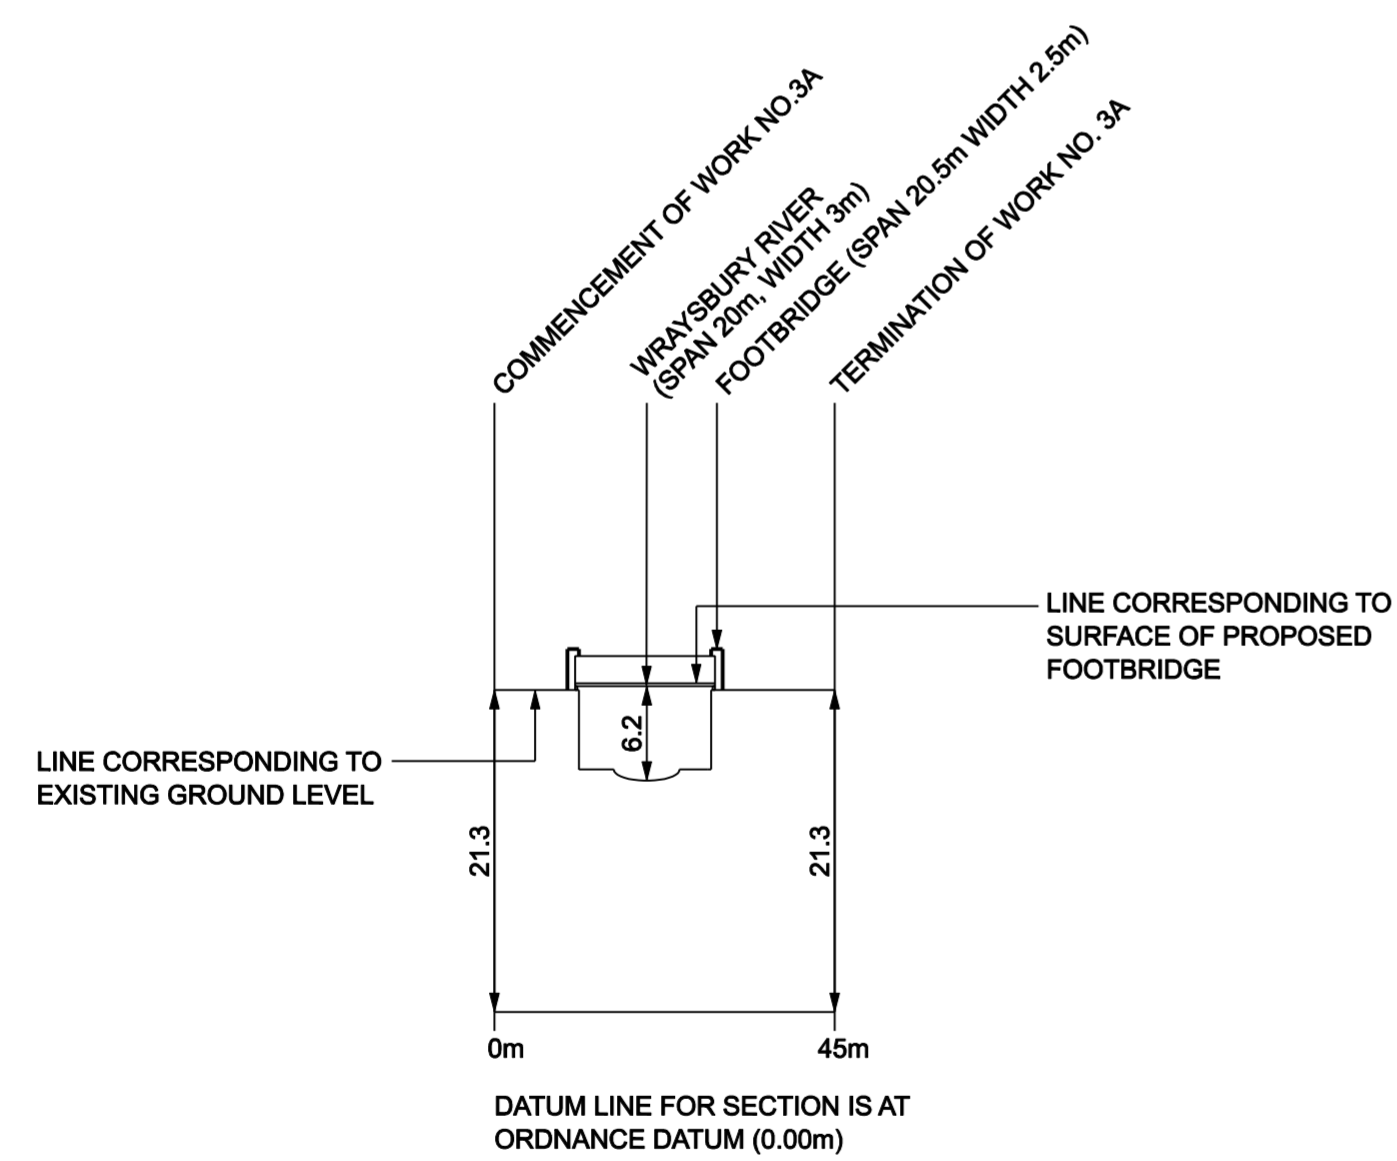 COMMENCEMENT OF WORK NO.3A
WRAYSBURY RIVER
(SPAN 20m, WIDTH 3m)
FOOTBRIDGE (SPAN 20.5m WIDTH 2.5m)
TERMINATION OF WORK NO. 3A
LINE CORRESPONDING TO
SURFACE OF PROPOSED
FOOTBRIDGE
6.2
LINE CORRESPONDING TO
EXISTING GROUND LEVEL
21.3
21.3
0m
45m
DATUM LINE FOR SECTION IS AT
ORDNANCE DATUM (0.00m)